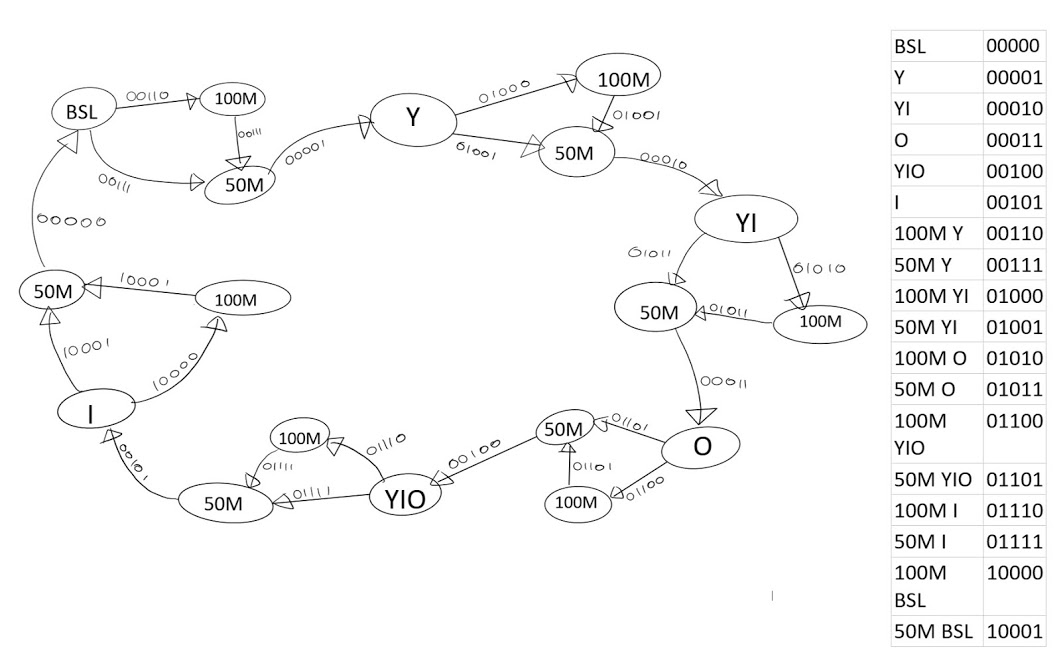 BSL
00110
100M
00111
00111
50M
00001
Y
01000
100M
01001
01001
50M
00010
YI
01011
01010
50M
01011
100M
00011
O
01101
50M
01101
100M
01100
00100
YIO
01110
100M
01111
01111
50M
00101
I
10001
10000
100M
10001
50M
00000
BSL 00000
Y 00001
YI 00010
O 00011
YIO 00100
I 00101
100M Y 00110
50M Y 00111
100M YI 01000
50M YI 01001
100M O 01010
50M O 01011
100M 01100
YIO
50M YIO 01101
100M I 01110
50M I 01111
100M 10000
BSL
50M BSL 10001